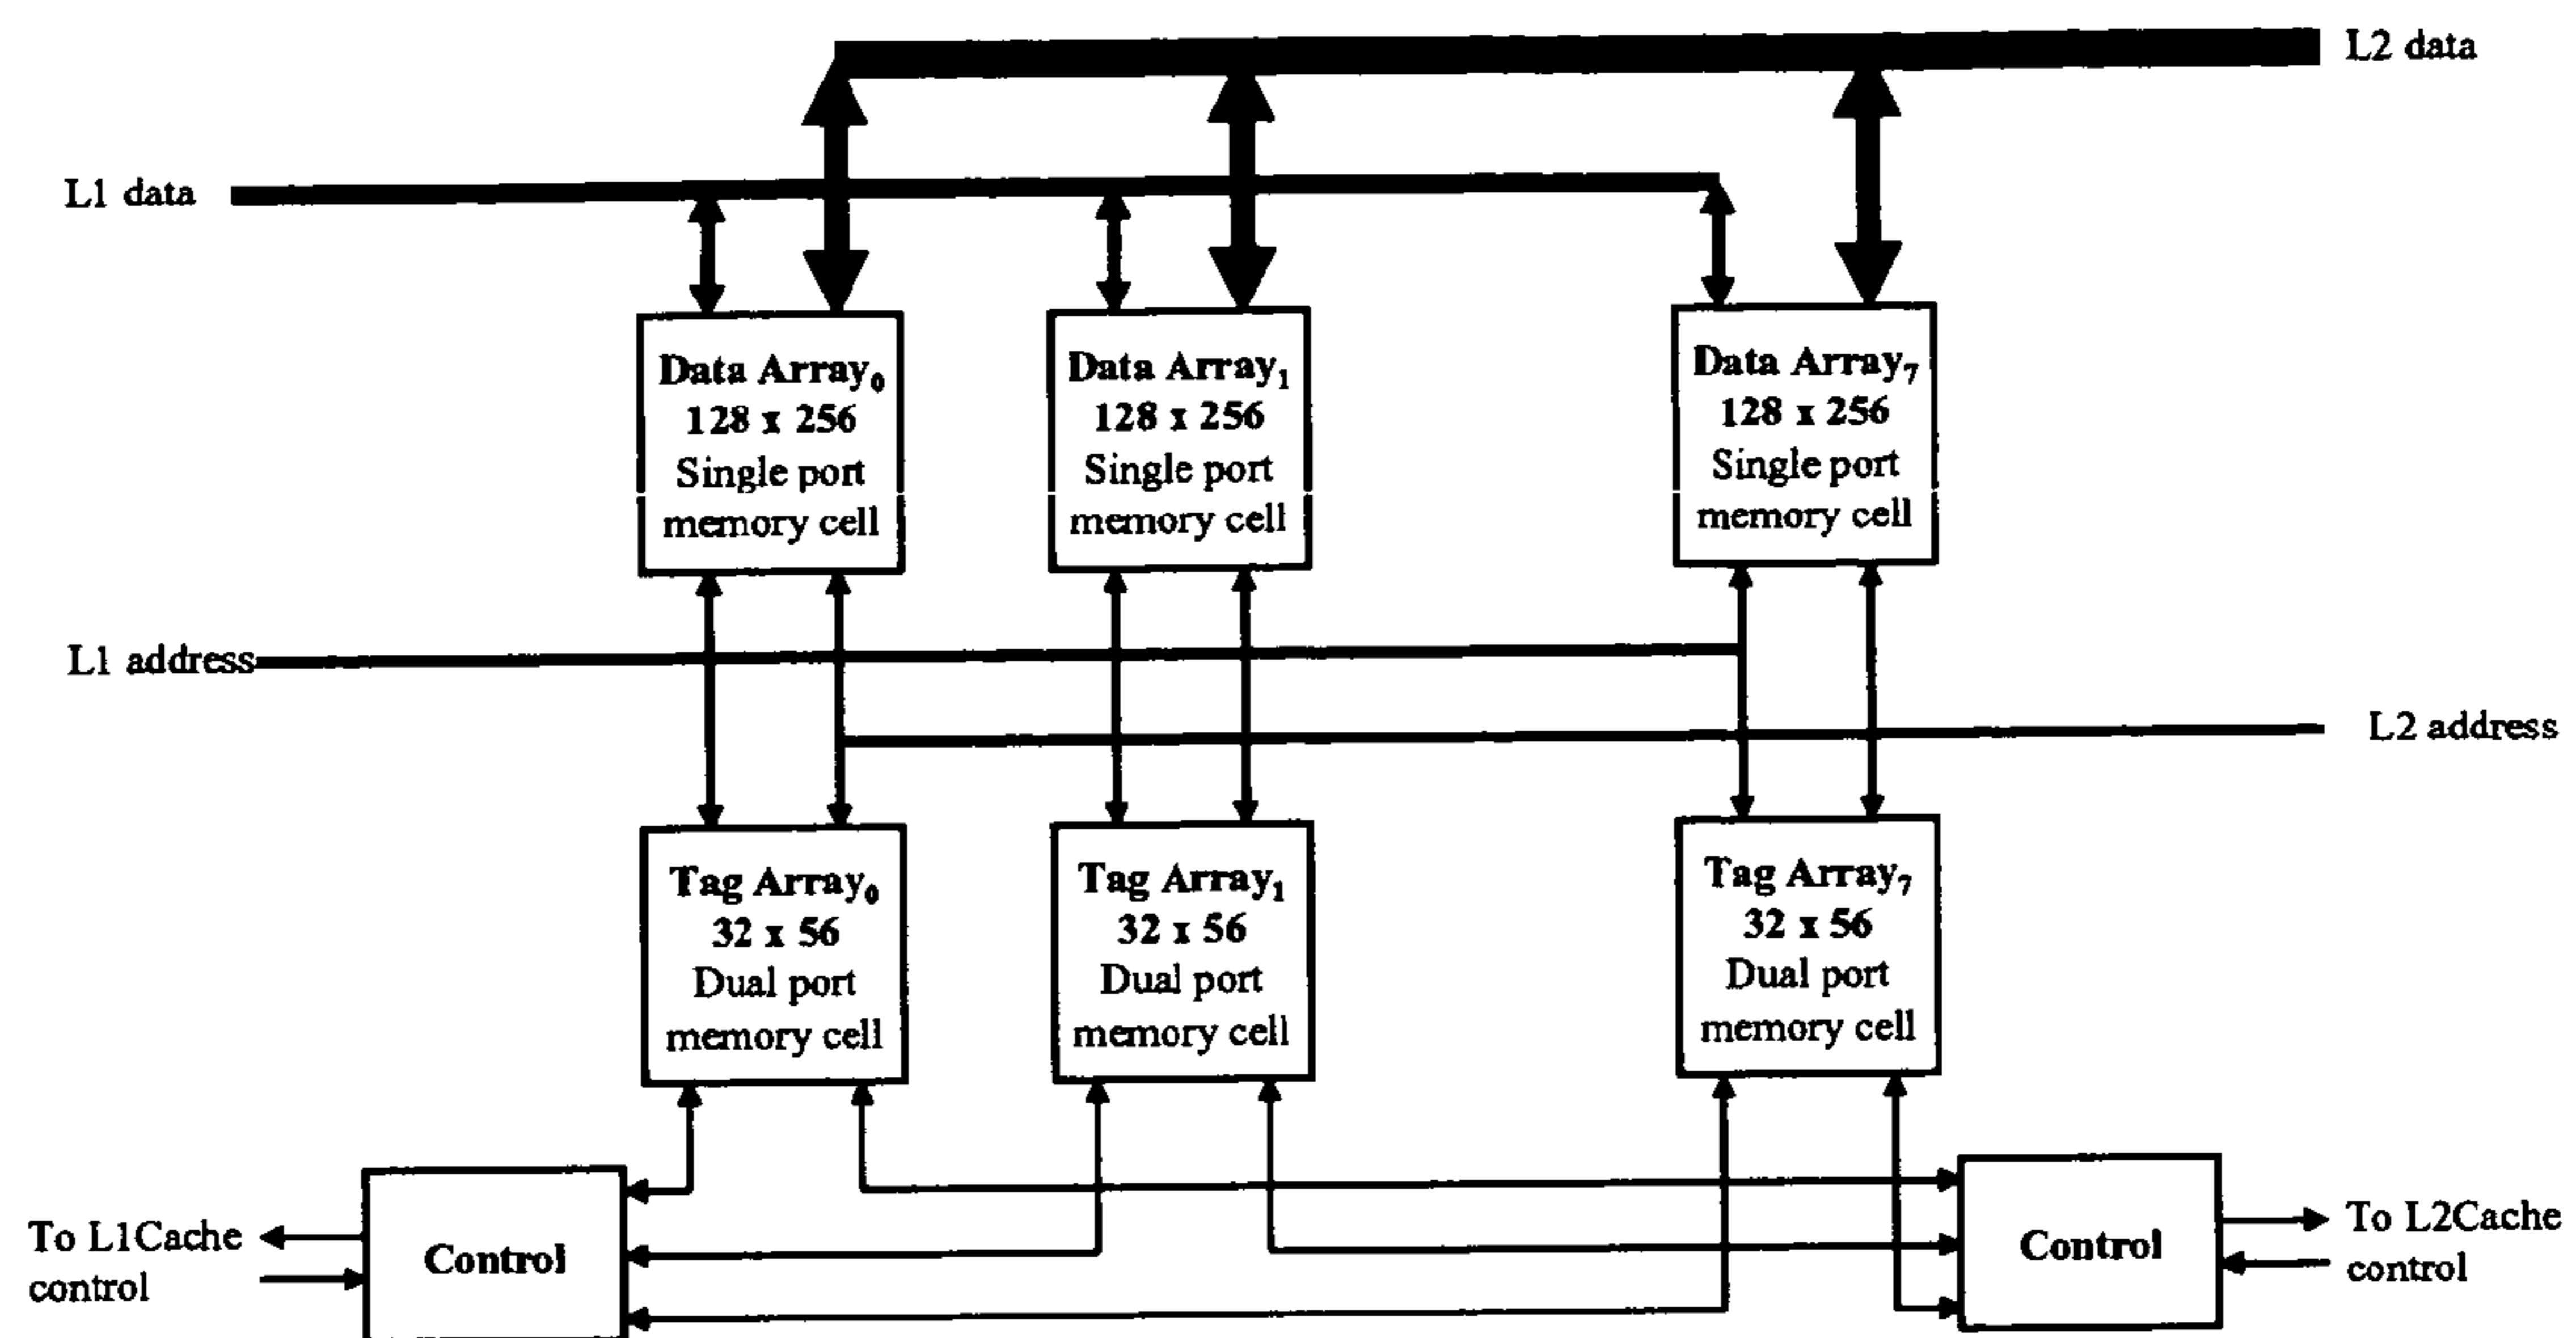 L2 data
L1 data
Data Array0
128 x 256
Single port
memory cell
Data Array1
128 x 256
Single port
memory cell
Data Array7
128 x 256
Single port
memory cell
L1 address
L2 address
Tag Array0
32 x 56
Dual port
memory cell
Tag Array1
32 x 56
Dual port
memory cell
Tag Array7
32 x 56
Dual port
memory cell
To L1Cache
control
Control
Control
To L2Cache
control